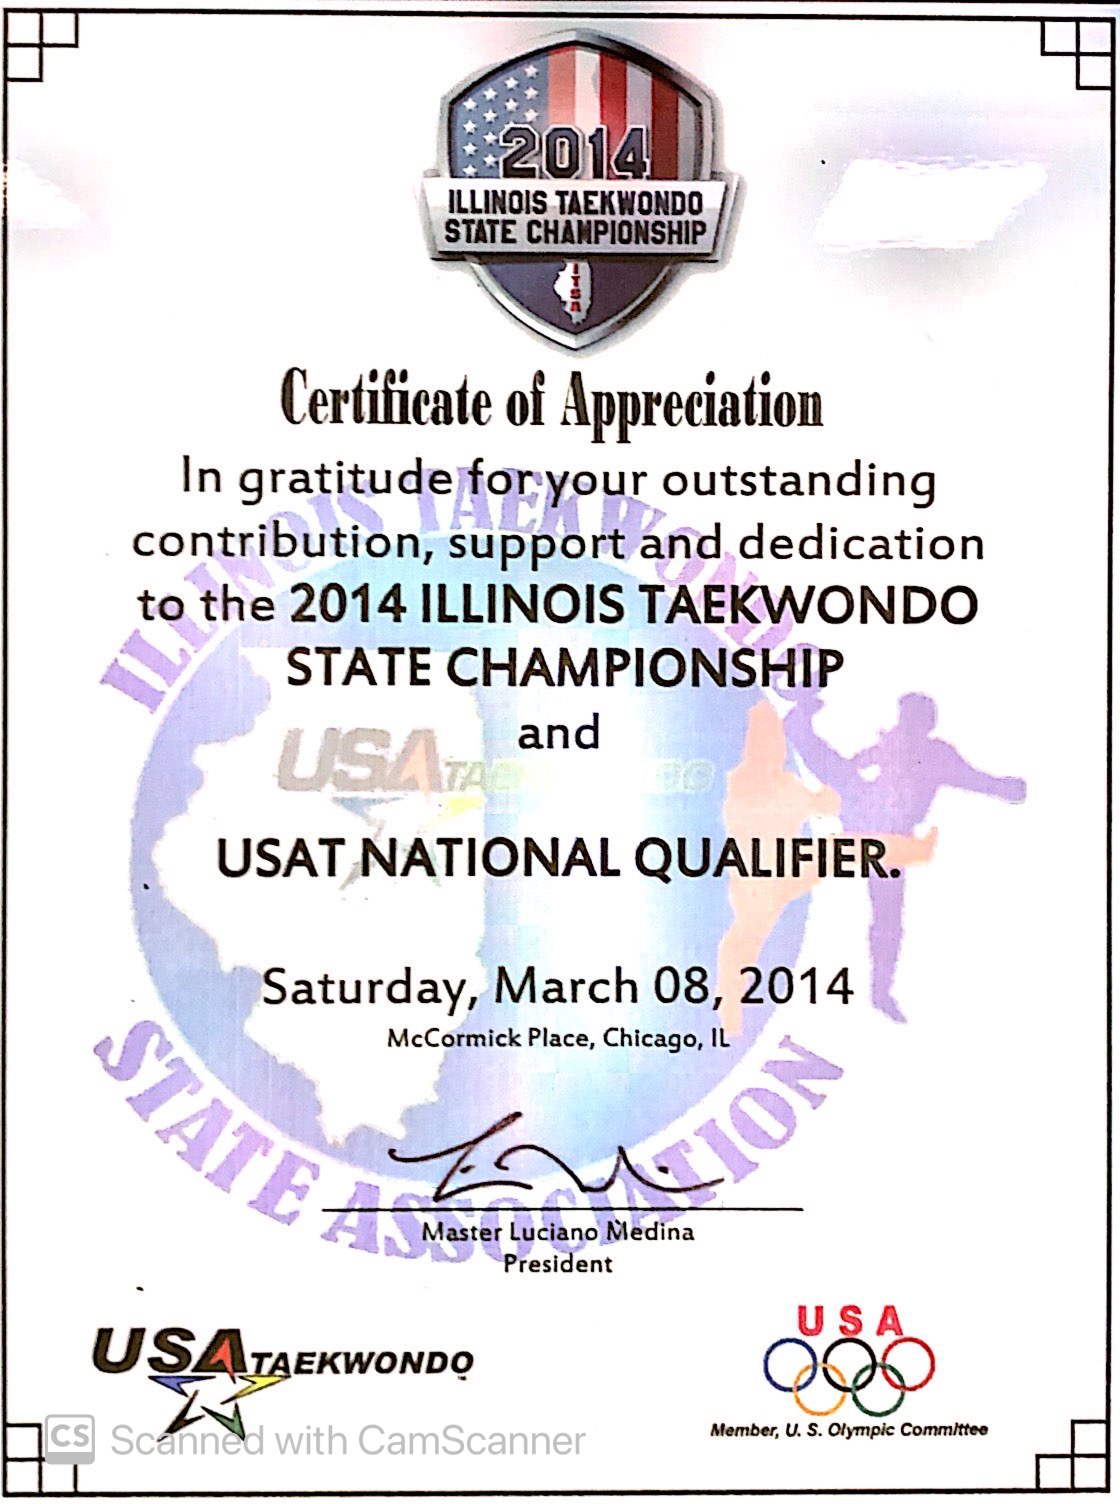 2014
ILLINOIS TAEKWONDO
STATE CHAMPIONSHIP
ITSA
Certificate of Appreciation
In gratitude for your outstanding
contribution, support and dedication
to the 2014 ILLINOIS TAEKWONDO
STATE CHAMPIONSHIP
and
USAT NATIONAL QUALIFIER.
Saturday, March 08, 2014
McCormick Place, Chicago, IL
Master Luciano Medina
President
ILLINOIS TAEKWONDO
USA TAEKWONDO
STATE ASSOCIATION
USA TAEKWONDO
USA
Member, U. S. Olympic Committee
CS Scanned with CamScanner